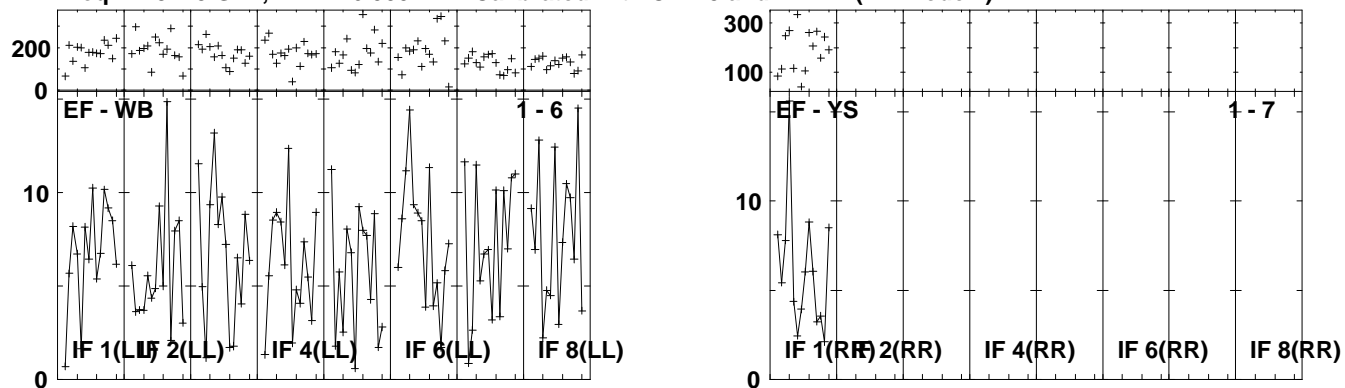 200
0
EF - WB
1 - 6
10
0
IF 1(LL)
IF 2(LL)
IF 4(LL)
IF 6(LL)
IF 8(LL)
300
100
EF - YS
1 - 7
10
0
IF 1(RR)
IF 2(RR)
IF 4(RR)
IF 6(RR)
IF 8(RR)